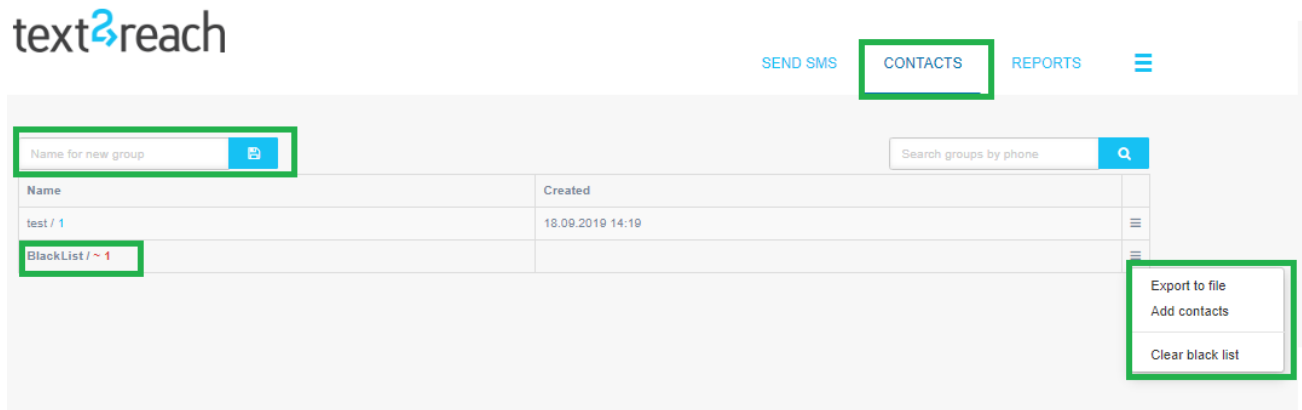 text2reach
SEND SMS CONTACTS REPORTS
Name for new group Search groups by phone
Name Created
test / 1 18.09.2019 14:19
BlackList / ~ 1
Export to file
Add contacts
Clear black list